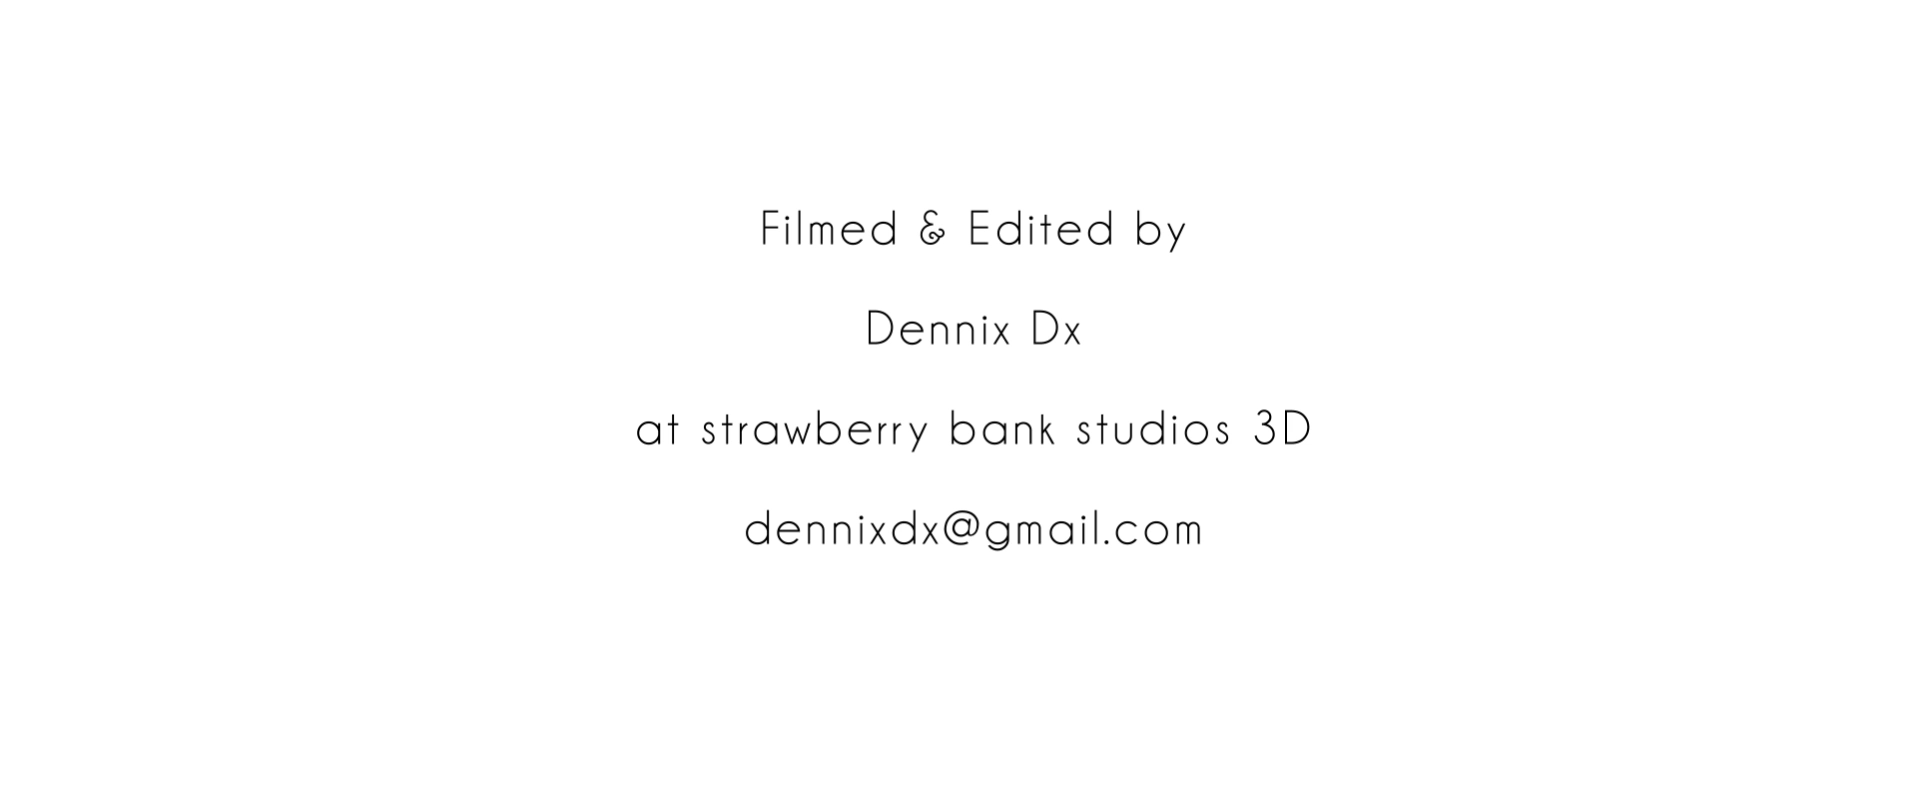 Filmed & Edited by
Dennix Dx
at strawberry bank studios 3D
dennixdx@gmail.com